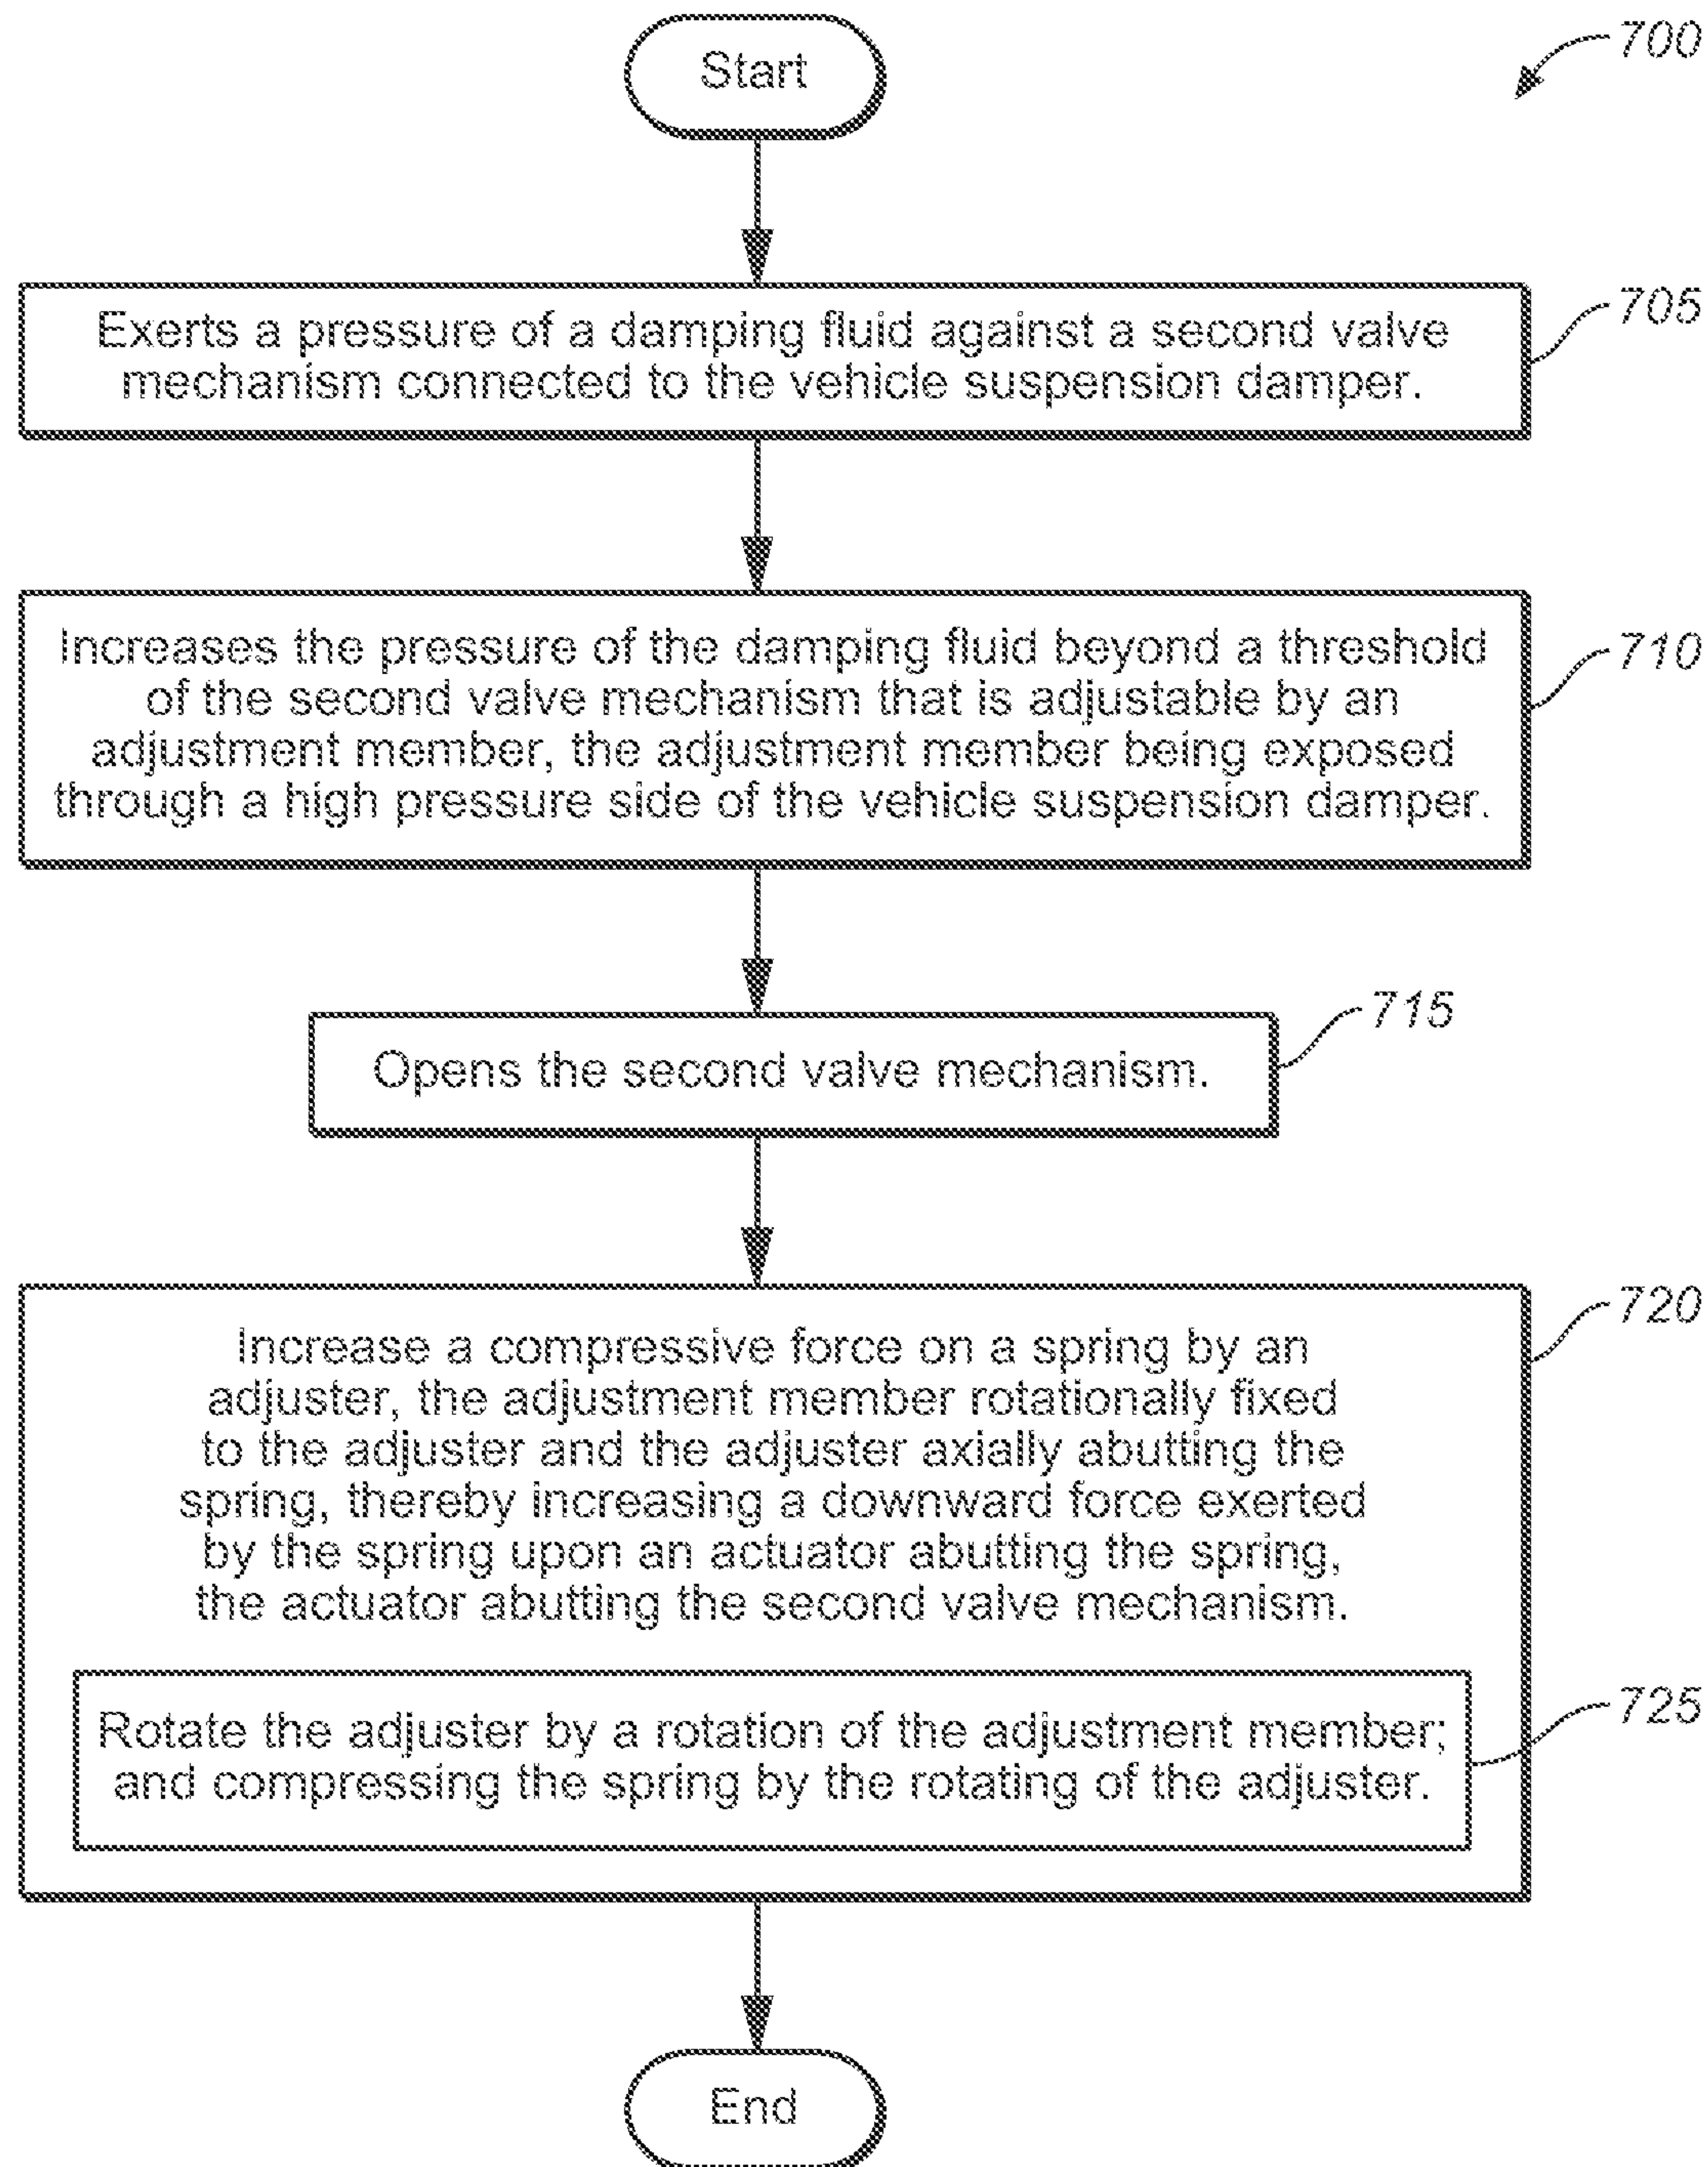 Start
700
Exerts a pressure of a damping fluid against a second valve
mechanism connected to the vehicle suspension damper.
705
Increases the pressure of the damping fluid beyond a threshold
of the second valve mechanism that is adjustable by an
adjustment member, the adjustment member being exposed
through a high pressure side of the vehicle suspension damper.
710
Opens the second valve mechanism.
715
Increase a compressive force on a spring by an
adjuster, the adjustment member rotationally fixed
to the adjuster and the adjuster axially abutting the
spring, thereby increasing a downward force exerted
by the spring upon an actuator abutting the spring,
the actuator abutting the second valve mechanism.
720
Rotate the adjuster by a rotation of the adjustment member;
and compressing the spring by the rotating of the adjuster.
725
End